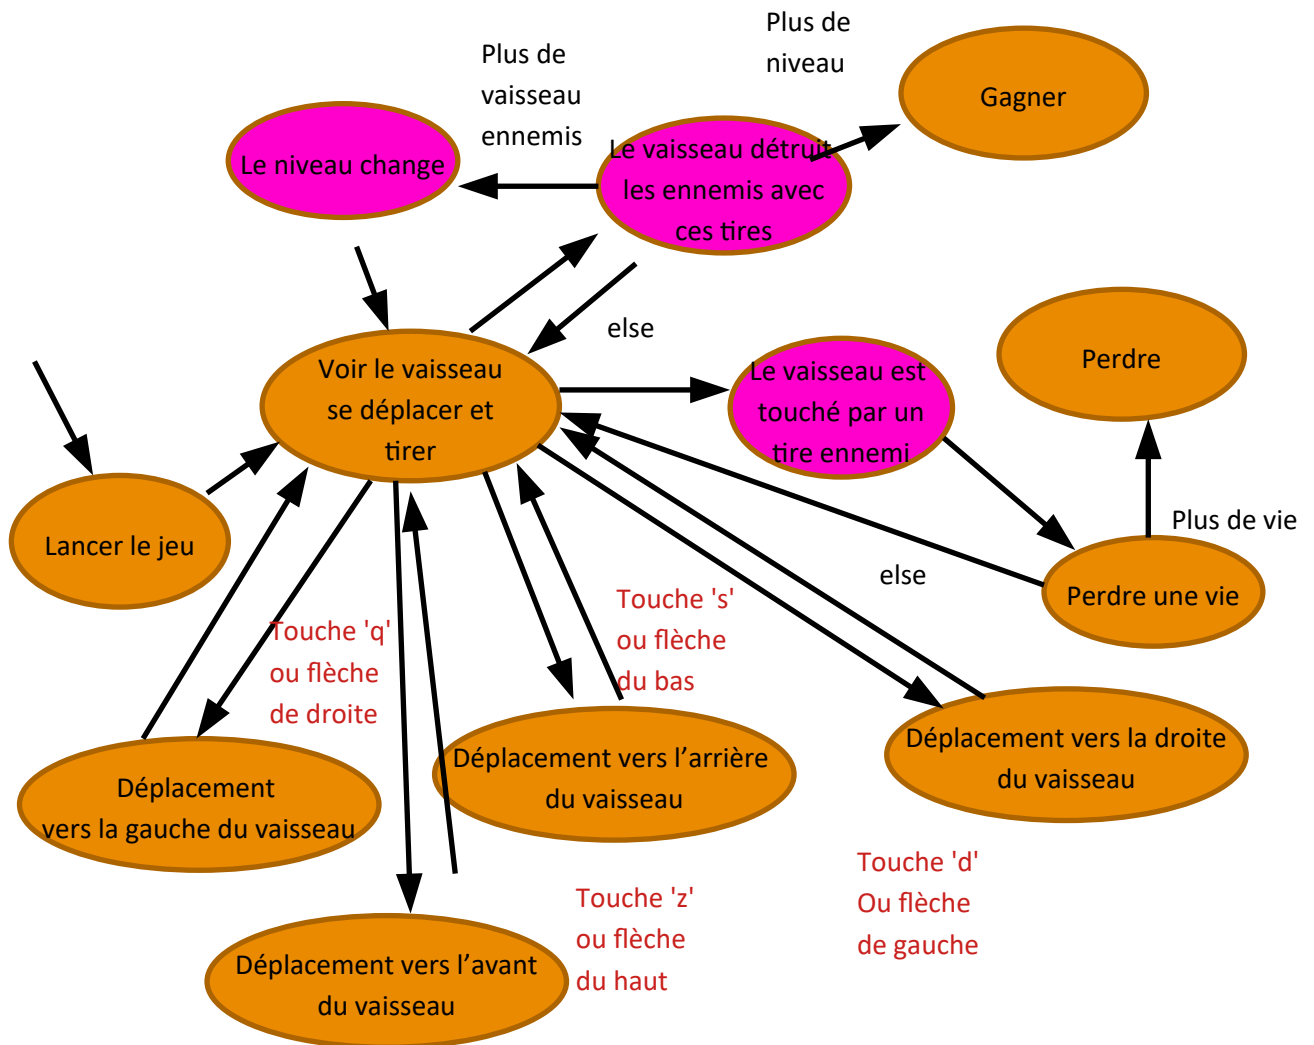 Plus de
niveau
Plus de
vaisseau
ennemis
Gagner
Le niveau change
Le vaisseau détruit
les ennemis avec
ces tires
else
Voir le vaisseau
se déplacer et
tirer
Le vaisseau est
touché par un
tire ennemi
Perdre
Lancer le jeu
Plus de vie
else
Perdre une vie
Touche 'q'
ou flèche
de droite
Touche 's'
ou flèche
du bas
Déplacement
vers la gauche du vaisseau
Déplacement vers l'arrière
du vaisseau
Déplacement vers la droite
du vaisseau
Touche 'z'
ou flèche
du haut
Touche 'd'
Ou flèche
de gauche
Déplacement vers l'avant
du vaisseau